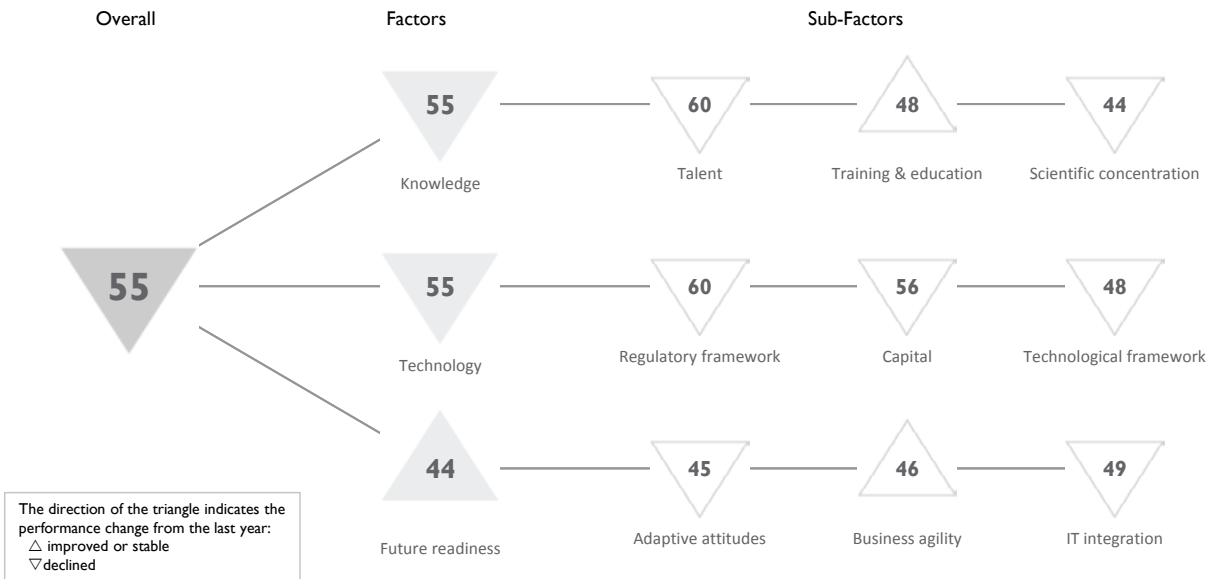 Overall Factors Sub-Factors
55 60 48 44
Knowledge Talent Training & education Scientific concentration
55
55 60 56 48
Technology Regulatory framework Capital Technological framework
44 45 46 49
Future readiness Adaptive attitudes Business agility IT integration
The direction of the triangle indicates the
performance change from the last year:
△ improved or stable
▽ declined